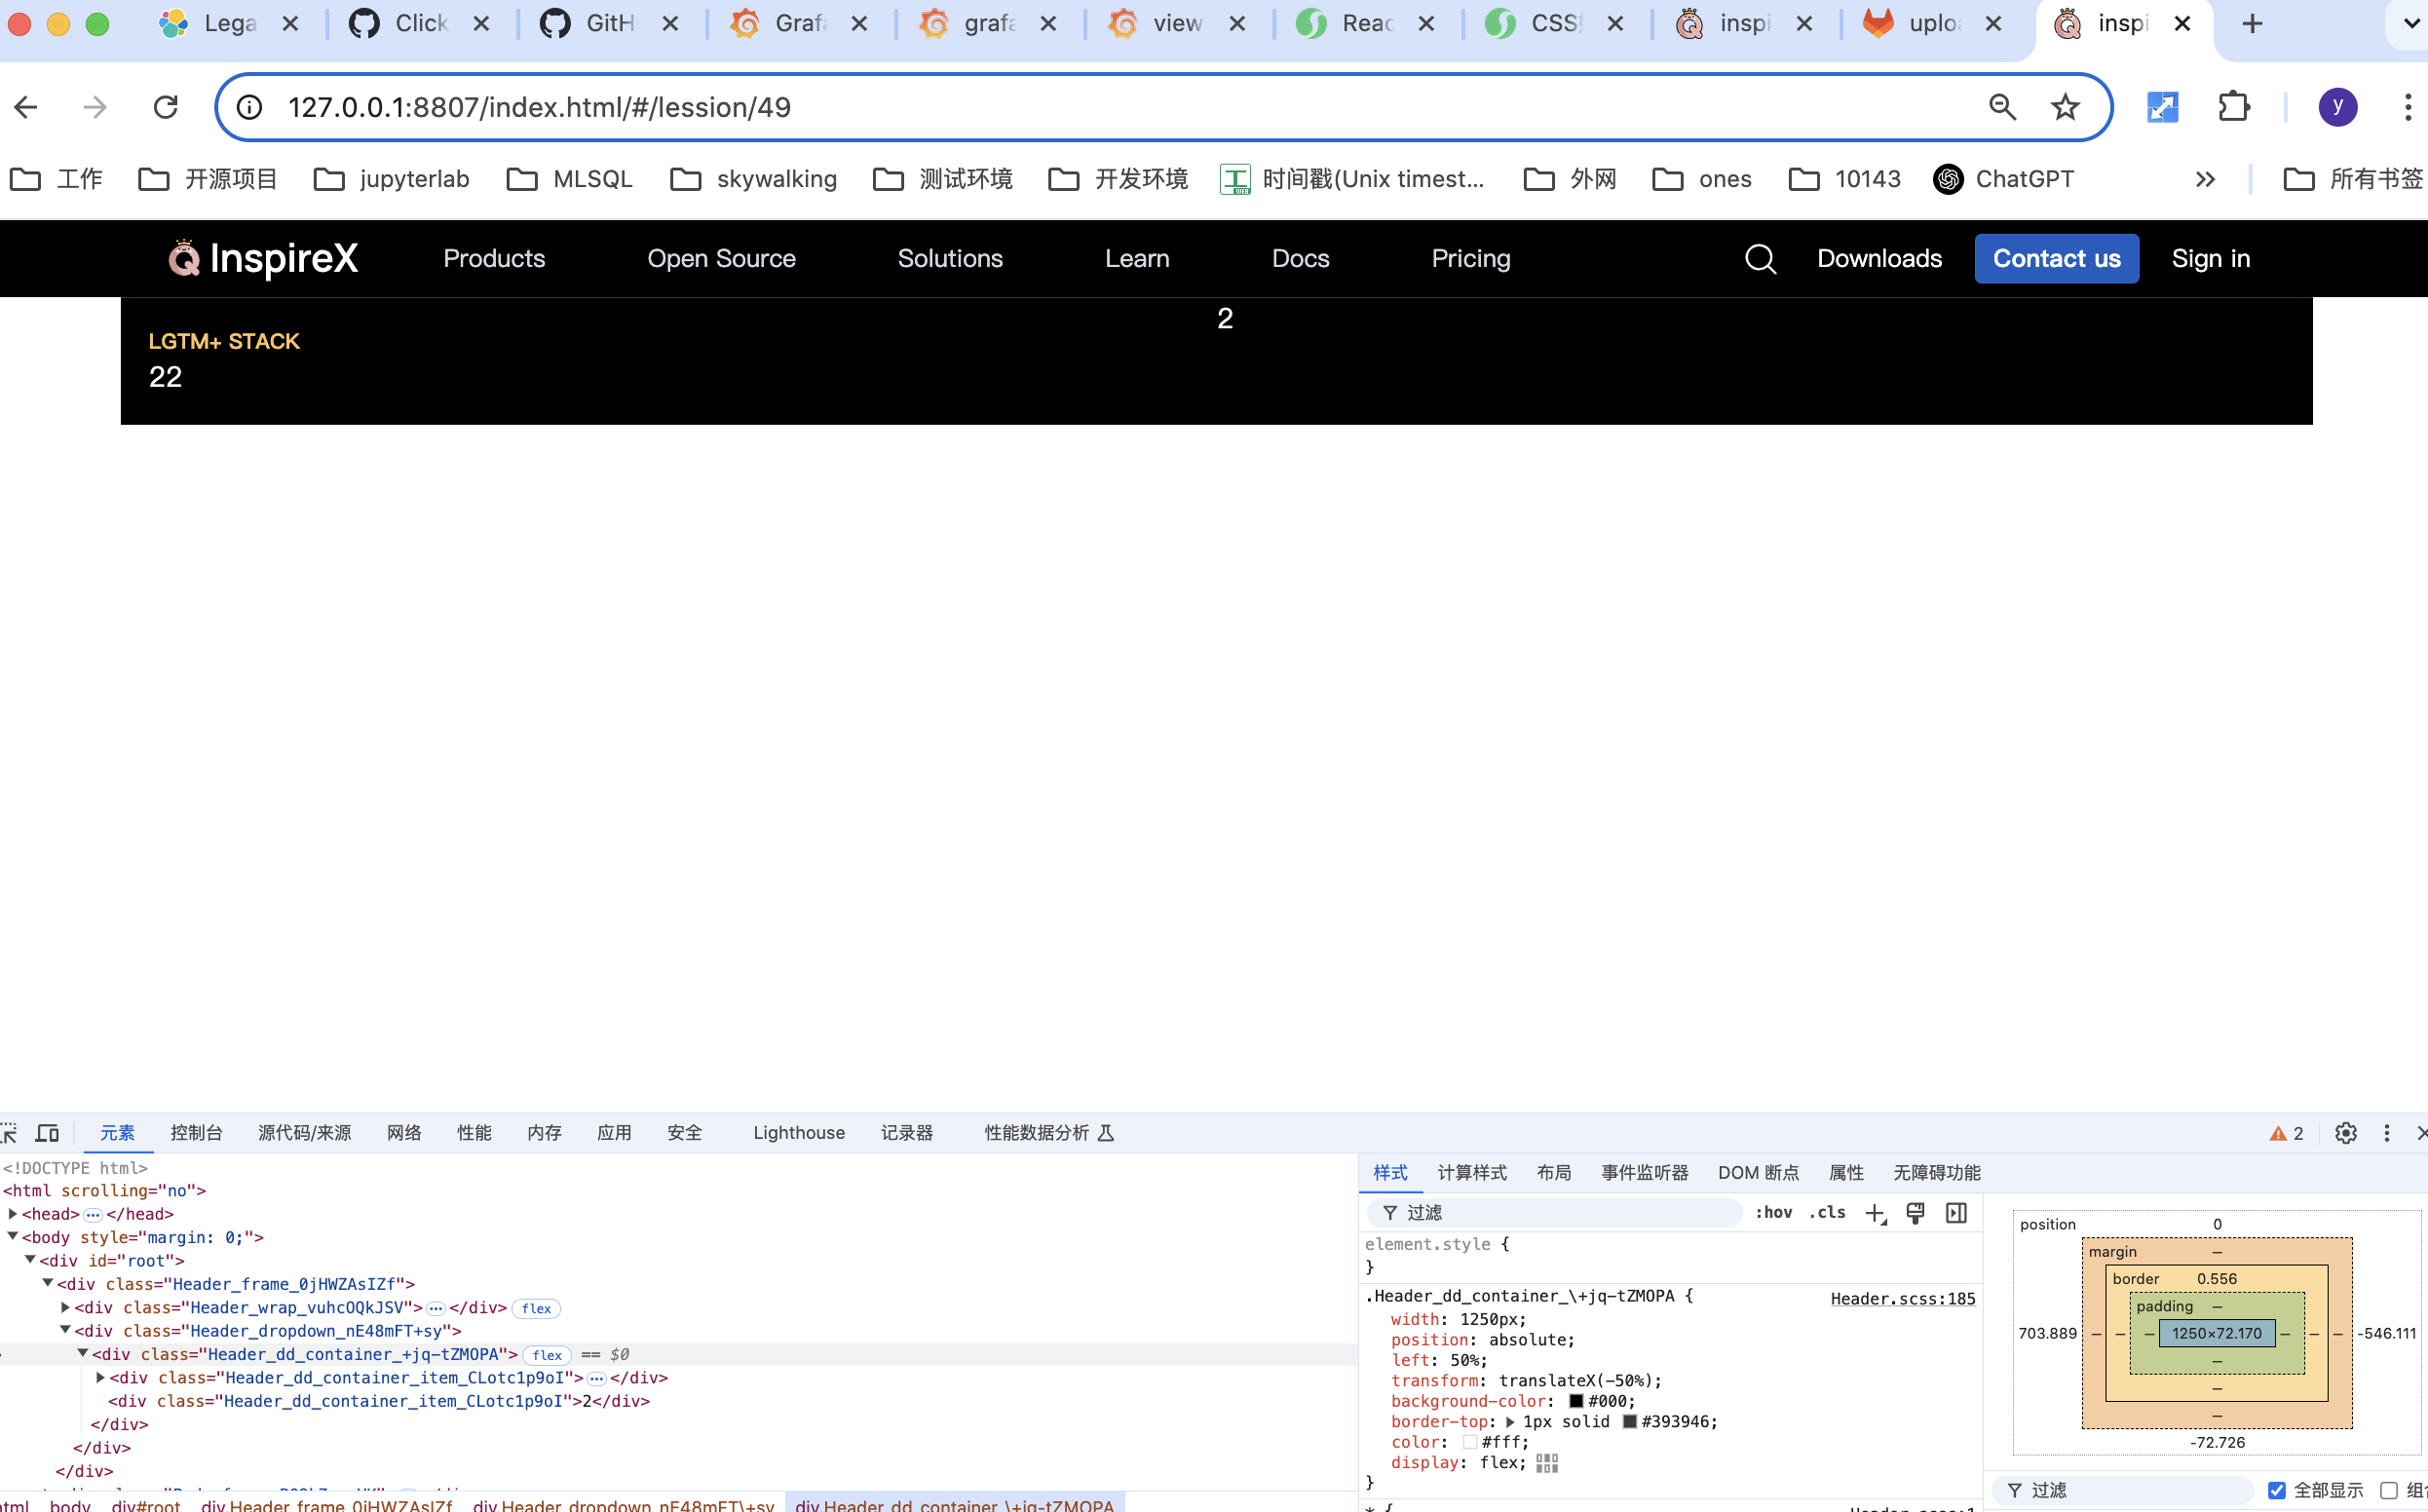 Lega
Click
GitH
Grafa
grafa
view
Reac
CSS
inspi
uplo
inspi
127.0.0.1:8807/index.html/#/lession/49
y
工作
开源项目
jupyterlab
MLSQL
skywalking
测试环境
开发环境
时间戳(Unix timest...
外网
ones
10143
ChatGPT
»
所有书签
InspireX
Products
Open Source
Solutions
Learn
Docs
Pricing
Downloads
Contact us
Sign in
2
LGTM+ STACK
22
元素 控制台 源代码/来源 网络 性能 内存 应用 安全 Lighthouse 记录器 性能数据分析
2
<!DOCTYPE html>
<html scrolling="no">
<head>…</head>
<body style="margin: 0;">
<div id="root">
<div class="Header_frame_0jHWZAsIZf">
<div class="Header_wrap_vuhcOQkJSV">…</div> flex
<div class="Header_dropdown_nE48mFT+sy">
<div class="Header_dd_container_+jq-tZMOPA"> flex == $0
<div class="Header_dd_container_item_CLotc1p9oI">…</div>
<div class="Header_dd_container_item_CLotc1p9oI">2</div>
</div>
</div>
</div>
html body div#root div.Header_frame_0jHWZAsIZf div.Header_dropdown_nE48mFT\+sy div.Header_dd_container_\+jq-tZMOPA
样式 计算样式 布局 事件监听器 DOM 断点 属性 无障碍功能
过滤 :hov .cls
element.style {
}
.Header_dd_container_\+jq-tZMOPA { Header.scss:185
width: 1250px;
position: absolute;
left: 50%;
transform: translateX(-50%);
background-color: #000;
border-top: 1px solid #393946;
color: #fff;
display: flex;
}
* { Header.scss:1
position 0
margin –
border 0.556
padding –
703.889 – – – 1250×72.170 – – – -546.111
–
–
–
-72.726
过滤 全部显示